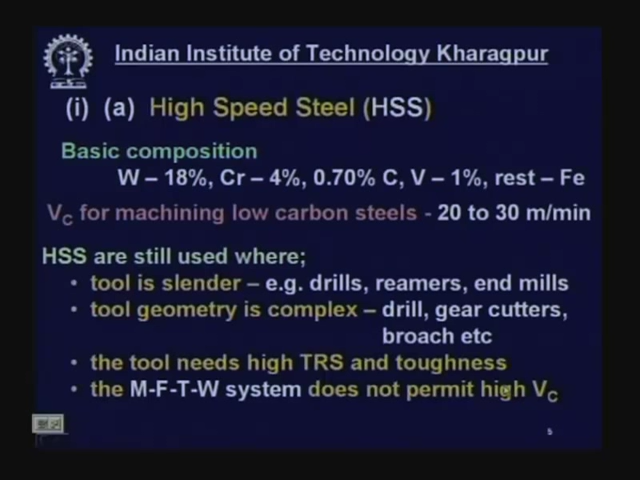 Indian Institute of Technology Kharagpur
(i) (a) High Speed Steel (HSS)
Basic composition
W – 18%, Cr – 4%, 0.70% C, V – 1%, rest – Fe
VC for machining low carbon steels - 20 to 30 m/min
HSS are still used where;
• tool is slender – e.g. drills, reamers, end mills
• tool geometry is complex – drill, gear cutters,
broach etc
• the tool needs high TRS and toughness
• the M-F-T-W system does not permit high VC
5